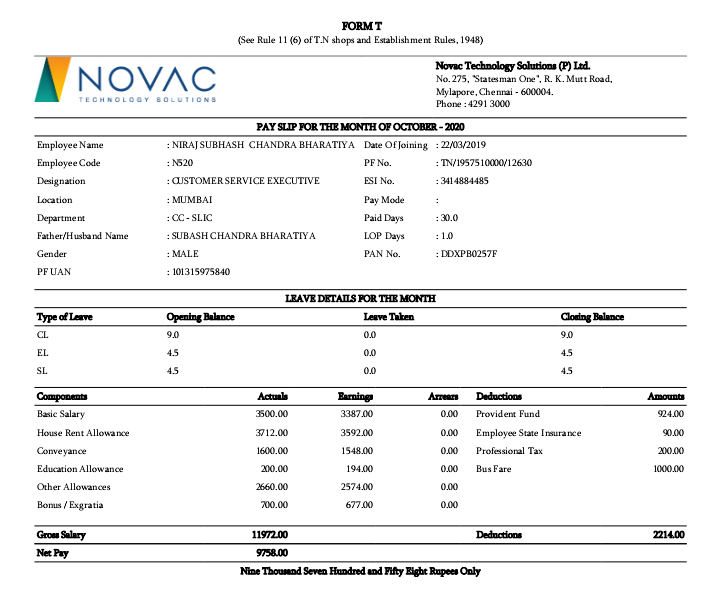 FORM T
(See Rule 11 (6) of T.N shops and Establishment Rules, 1948)
NOVAC
TECHNOLOGY SOLUTIONS
Novac Technology Solutions (P) Ltd.
No. 275, "Statesman One", R. K. Mutt Road,
Mylapore, Chennai - 600004.
Phone : 4291 3000
PAY SLIP FOR THE MONTH OF OCTOBER - 2020
Employee Name : NIRAJ SUBHASH CHANDRA BHARATIYA Date Of Joining : 22/03/2019
Employee Code : N520 PF No. : TN/1957510000/12630
Designation : CUSTOMER SERVICE EXECUTIVE ESI No. : 3414884485
Location : MUMBAI Pay Mode :
Department : CC - SLIC Paid Days : 30.0
Father/Husband Name : SUBASH CHANDRA BHARATIYA LOP Days : 1.0
Gender : MALE PAN No. : DDXPB0257F
PF UAN : 101315975840
LEAVE DETAILS FOR THE MONTH
Type of Leave Opening Balance Leave Taken Closing Balance
CL 9.0 0.0 9.0
EL 4.5 0.0 4.5
SL 4.5 0.0 4.5
Components Actuals Earnings Arrears Deductions Amounts
Basic Salary 3500.00 3387.00 0.00 Provident Fund 924.00
House Rent Allowance 3712.00 3592.00 0.00 Employee State Insurance 90.00
Conveyance 1600.00 1548.00 0.00 Professional Tax 200.00
Education Allowance 200.00 194.00 0.00 Bus Fare 1000.00
Other Allowances 2660.00 2574.00 0.00
Bonus / Exgratia 700.00 677.00 0.00
Gross Salary 11972.00 Deductions 2214.00
Net Pay 9758.00
Nine Thousand Seven Hundred and Fifty Eight Rupees Only